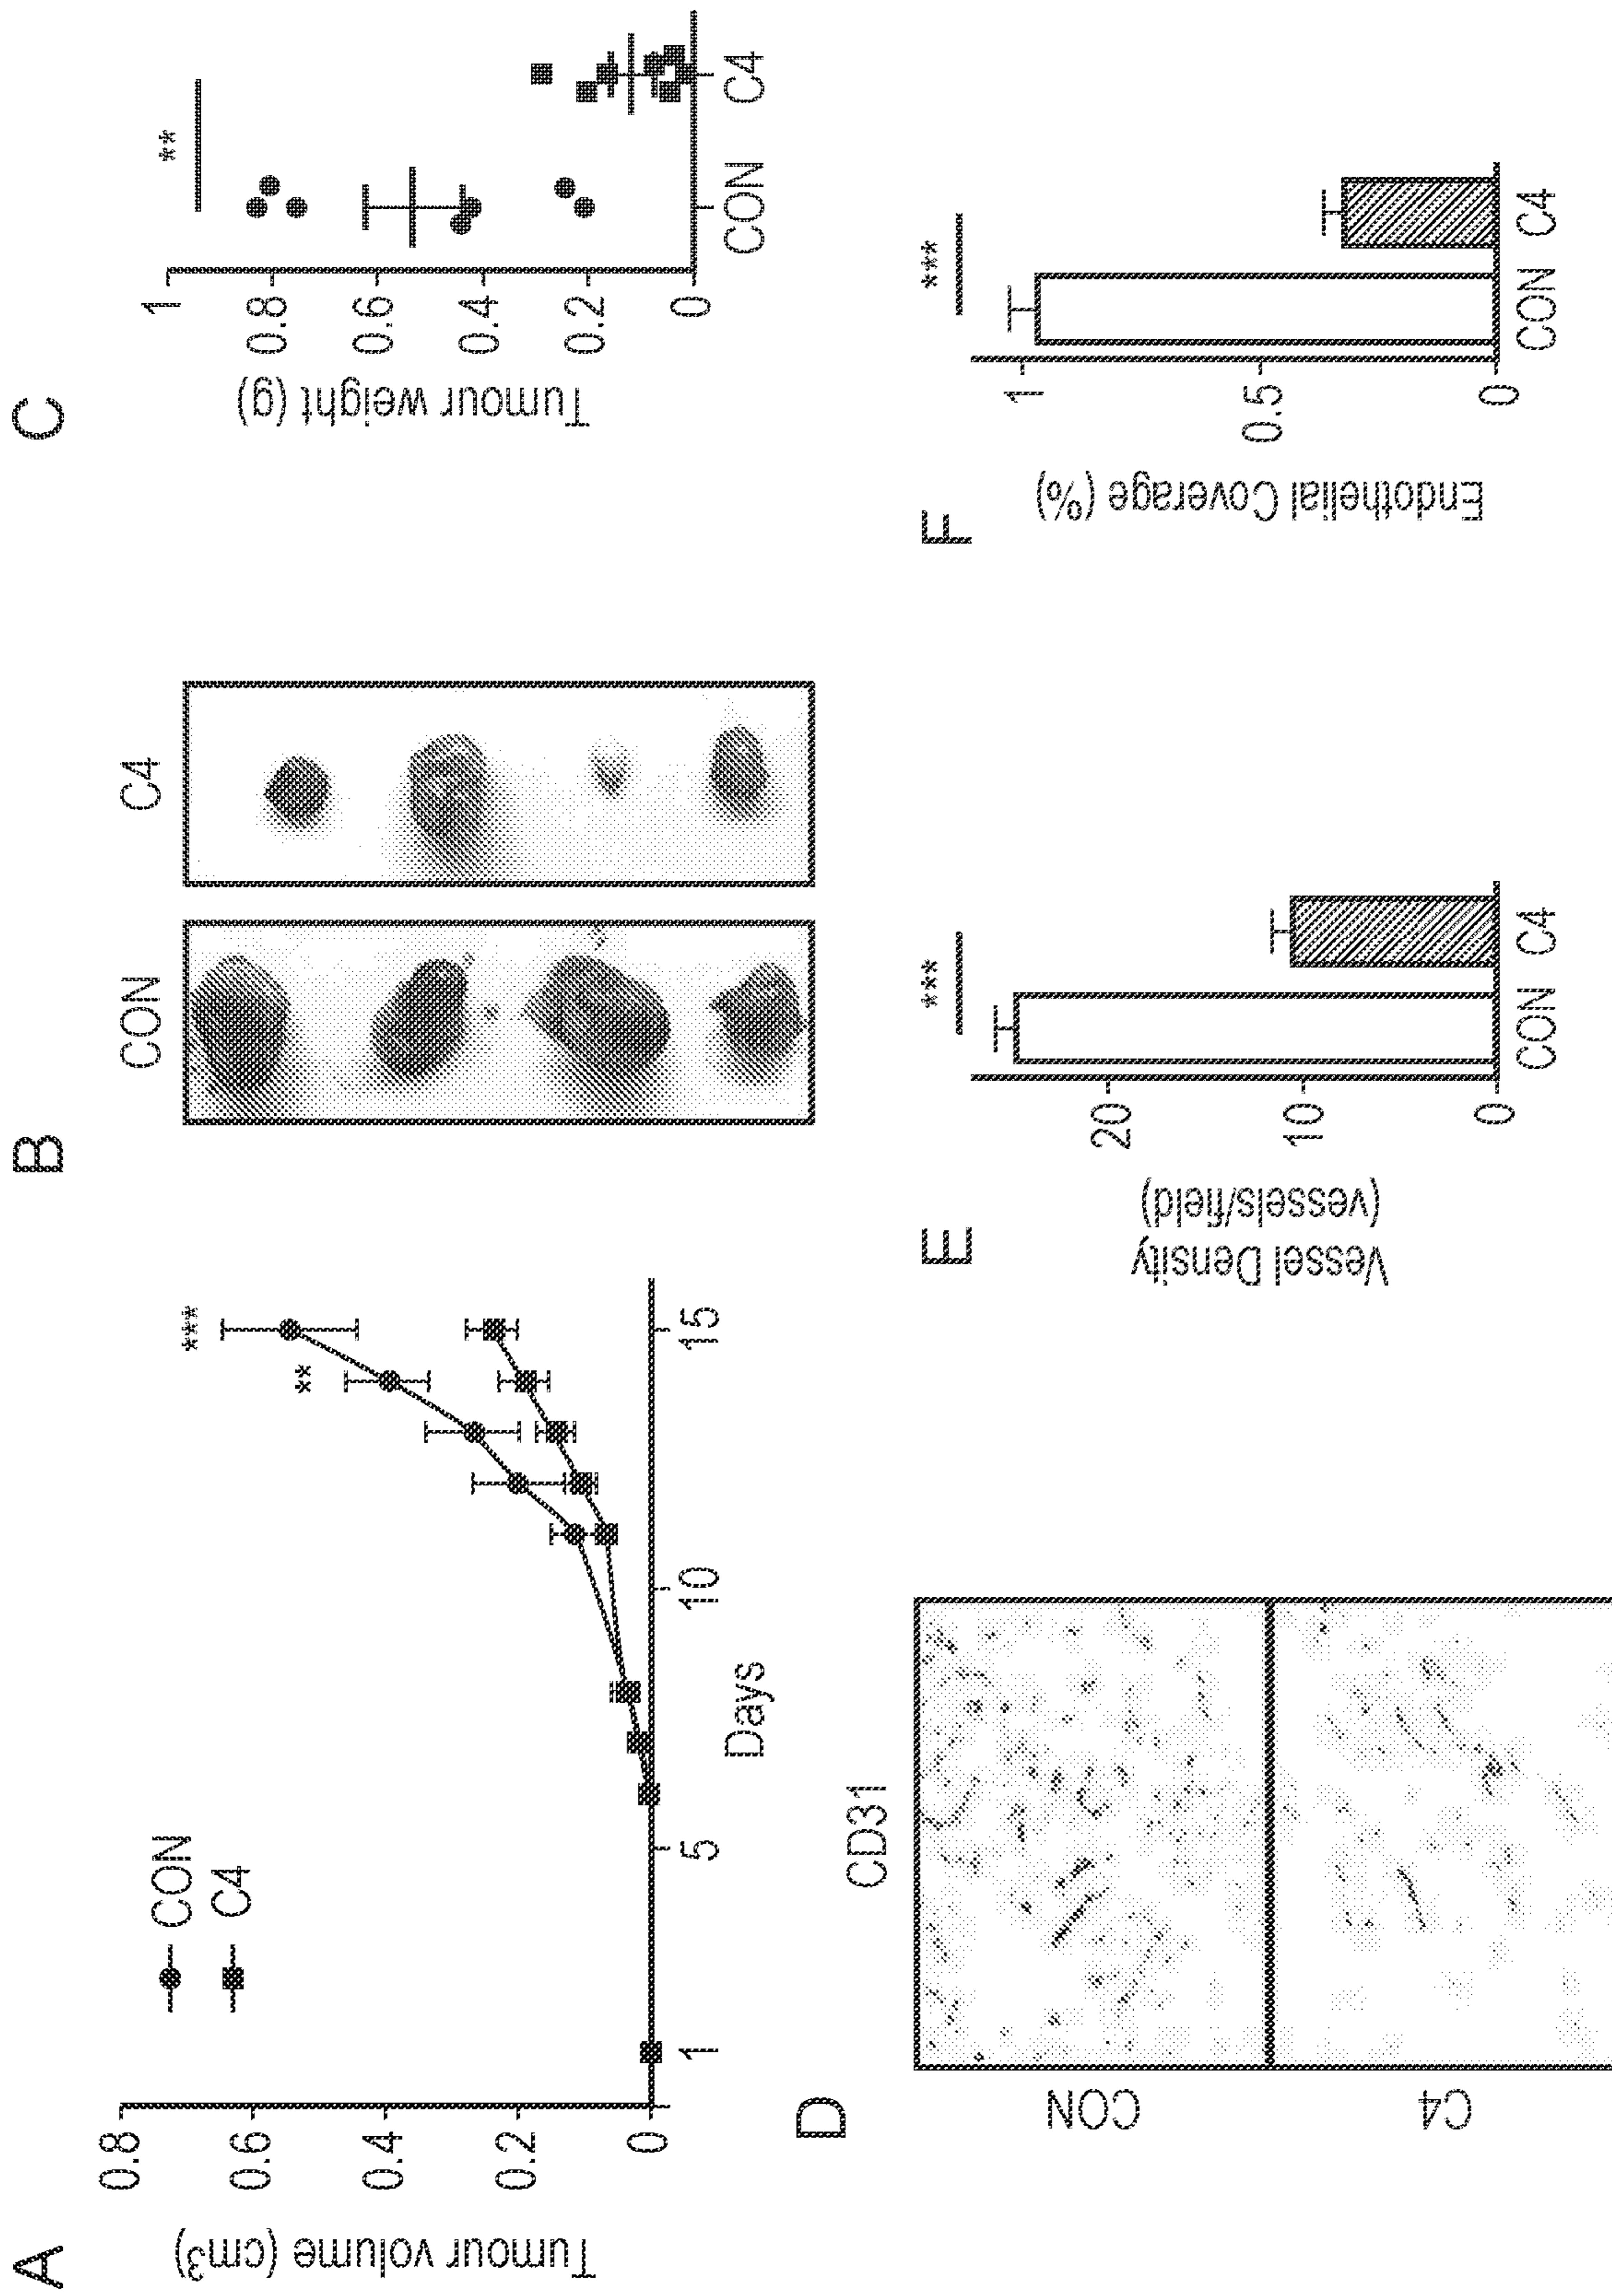 A
Tumour volume (cm³)
0.8
0.6
0.4
0.2
0
CON
C4
**
***
1
5
10
15
Days
B
CON
C4
C
Tumour weight (g)
1
0.8
0.6
0.4
0.2
0
**
CON
C4
D
CD31
CON
C4
E
Vessel Density
(vessels/field)
20
10
0
***
CON
C4
F
Endothelial Coverage (%)
1
0.5
0
***
CON
C4